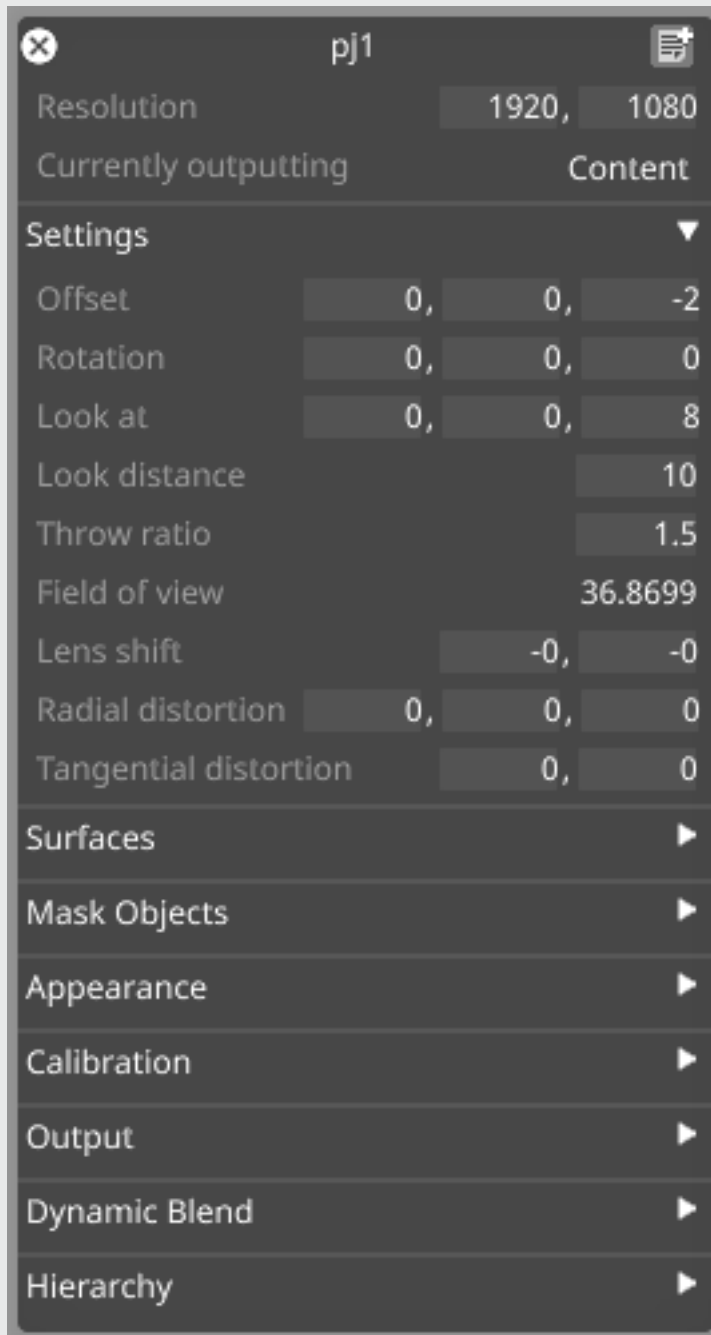 pj1
Resolution 1920, 1080
Currently outputting Content
Settings
Offset 0, 0, -2
Rotation 0, 0, 0
Look at 0, 0, 8
Look distance 10
Throw ratio 1.5
Field of view 36.8699
Lens shift -0, -0
Radial distortion 0, 0, 0
Tangential distortion 0, 0
Surfaces
Mask Objects
Appearance
Calibration
Output
Dynamic Blend
Hierarchy